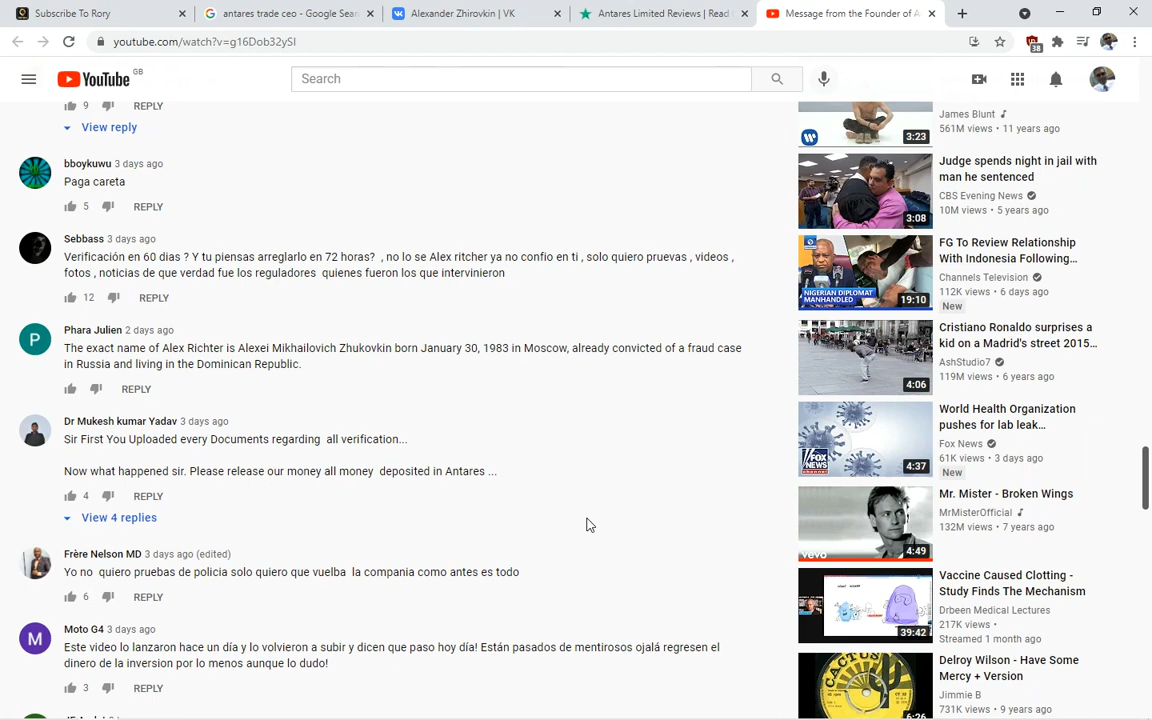 Subscribe To Rory
antares trade ceo - Google Sear
Alexander Zhirovkin | VK
Antares Limited Reviews | Read
Message from the Founder of A
youtube.com/watch?v=g16Dob32ySI
38
YouTube GB
Search
9 REPLY
View reply
bboykuwu 3 days ago
Paga careta
5 REPLY
Sebbass 3 days ago
Verificación en 60 dias ? Y tu piensas arreglarlo en 72 horas? , no lo se Alex ritcher ya no confio en ti , solo quiero pruevas , videos ,
fotos , noticias de que verdad fue los reguladores quienes fueron los que intervinieron
12 REPLY
Phara Julien 2 days ago
The exact name of Alex Richter is Alexei Mikhailovich Zhukovkin born January 30, 1983 in Moscow, already convicted of a fraud case
in Russia and living in the Dominican Republic.
REPLY
Dr Mukesh kumar Yadav 3 days ago
Sir First You Uploaded every Documents regarding all verification...
Now what happened sir. Please release our money all money deposited in Antares ...
4 REPLY
View 4 replies
Frère Nelson MD 3 days ago (edited)
Yo no quiero pruebas de policia solo quiero que vuelba la compania como antes es todo
6 REPLY
Moto G4 3 days ago
Este video lo lanzaron hace un día y lo volvieron a subir y dicen que paso hoy día! Están pasados de mentirosos ojalá regresen el
dinero de la inversion por lo menos aunque lo dudo!
3 REPLY
James Blunt
561M views • 11 years ago
3:23
Judge spends night in jail with
man he sentenced
CBS Evening News
10M views • 5 years ago
3:08
FG To Review Relationship
With Indonesia Following...
Channels Television
112K views • 6 days ago
New
NIGERIAN DIPLOMAT
MANHANDLED
19:10
Cristiano Ronaldo surprises a
kid on a Madrid's street 2015...
AshStudio7
119M views • 6 years ago
4:06
World Health Organization
pushes for lab leak...
Fox News
61K views • 3 days ago
New
FOX
NEWS
channel
4:37
Mr. Mister - Broken Wings
MrMisterOfficial
132M views • 7 years ago
vevo
4:49
Vaccine Caused Clotting -
Study Finds The Mechanism
Drbeen Medical Lectures
217K views •
Streamed 1 month ago
39:42
Delroy Wilson - Have Some
Mercy + Version
Jimmie B
731K views • 9 years ago
CACTUS
6:26